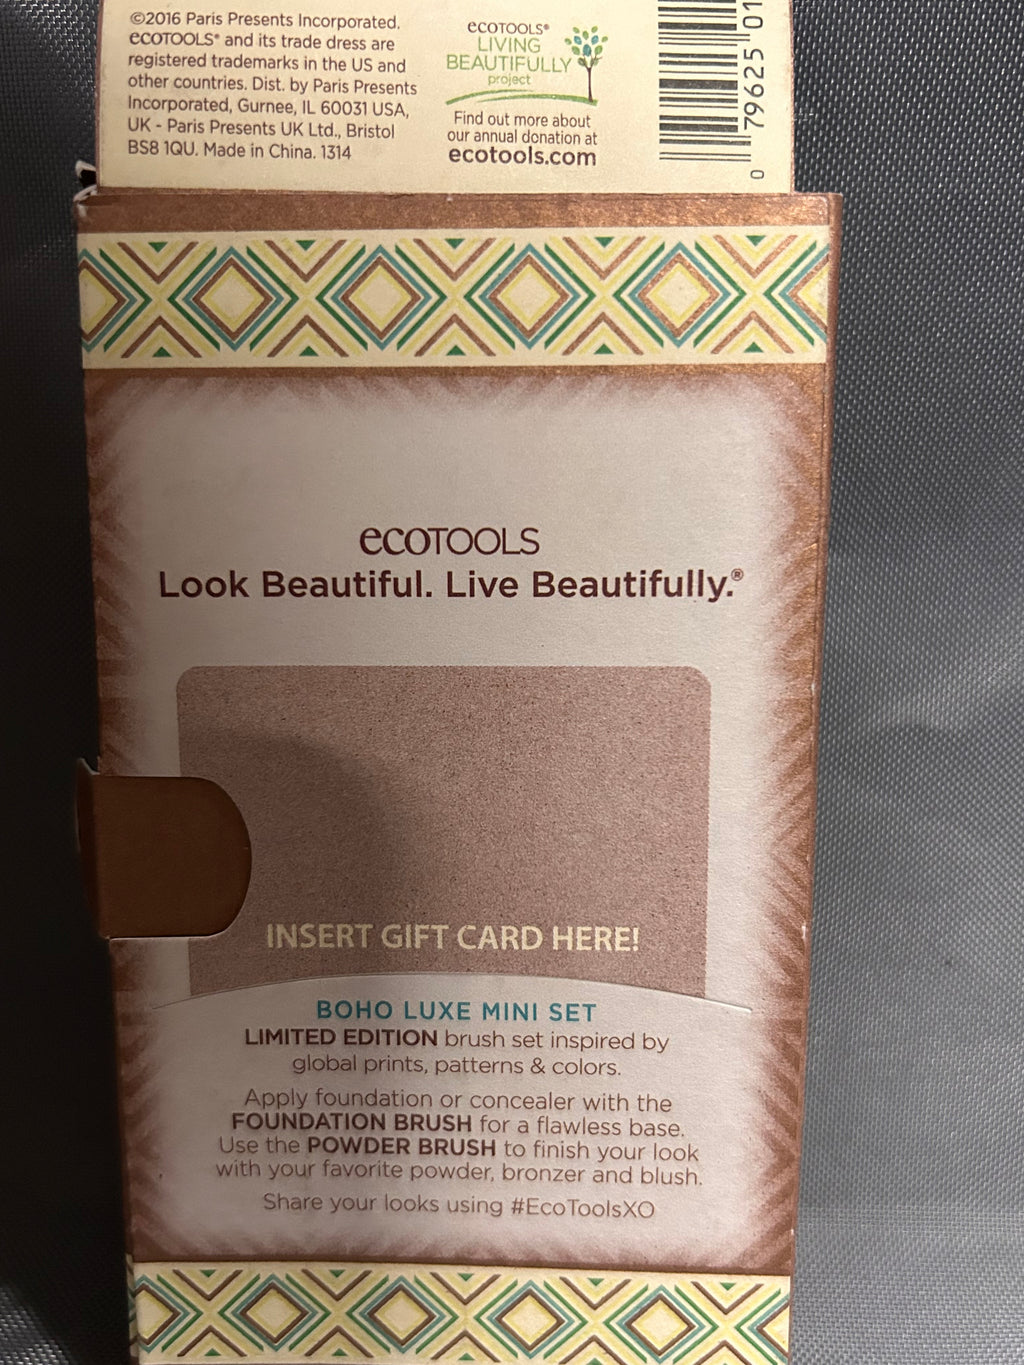 ©2016 Paris Presents Incorporated.
ecoTOOLS® and its trade dress are
registered trademarks in the US and
other countries. Dist. by Paris Presents
Incorporated, Gurnee, IL 60031 USA,
UK - Paris Presents UK Ltd., Bristol
BS8 1QU. Made in China. 1314
ecoTOOLS®
LIVING
BEAUTIFULLY
project
Find out more about
our annual donation at
ecotools.com
0 79625 01
ecoTOOLS
Look Beautiful. Live Beautifully.®
INSERT GIFT CARD HERE!
BOHO LUXE MINI SET
LIMITED EDITION brush set inspired by
global prints, patterns & colors.
Apply foundation or concealer with the
FOUNDATION BRUSH for a flawless base.
Use the POWDER BRUSH to finish your look
with your favorite powder, bronzer and blush.
Share your looks using #EcoToolsXO